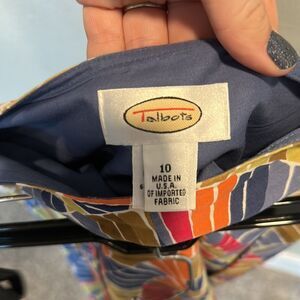 Talbots
10
MADE IN
U.S.A.
OF IMPORTED
FABRIC